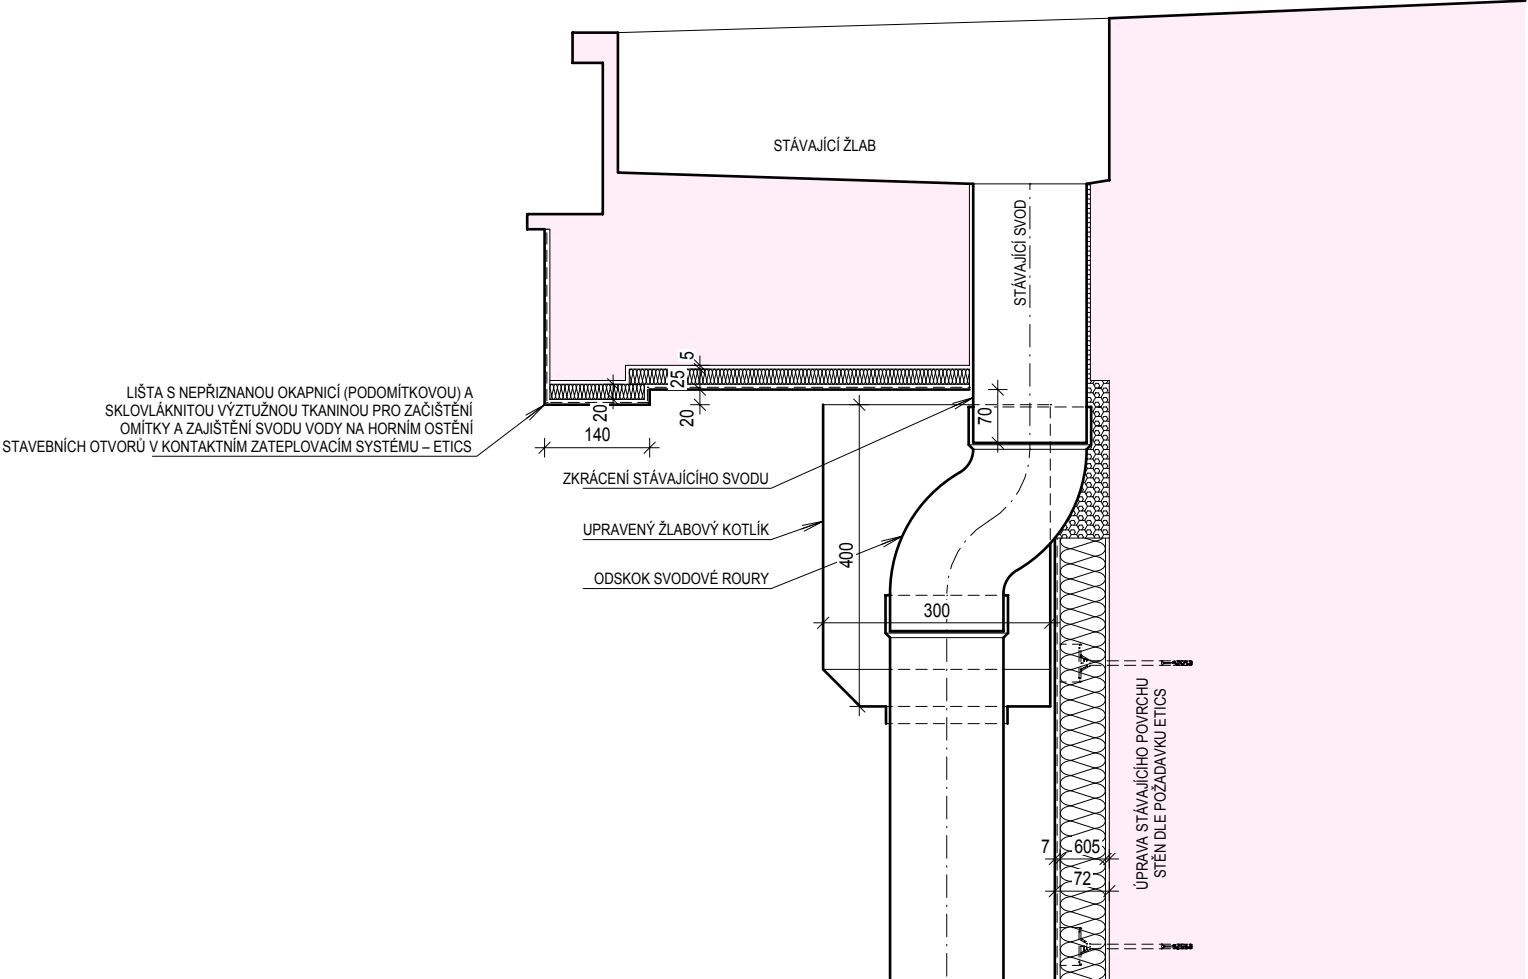 STÁVAJÍCÍ ŽLAB
STÁVAJÍCÍ SVOD
5
25
20
20
140
70
LIŠTA S NEPŘIZNANOU OKAPNICÍ (PODOMÍTKOVOU) A
SKLOVLÁKNITOU VÝZTUŽNOU TKANINOU PRO ZAČIŠTĚNÍ
OMÍTKY A ZAJIŠTĚNÍ SVODU VODY NA HORNÍM OSTĚNÍ
STAVEBNÍCH OTVORŮ V KONTAKTNÍM ZATEPLOVACÍM SYSTÉMU – ETICS
ZKRÁCENÍ STÁVAJÍCÍHO SVODU
UPRAVENÝ ŽLABOVÝ KOTLÍK
ODSKOK SVODOVÉ ROURY
400
300
ÚPRAVA STÁVAJÍCÍHO POVRCHU
STĚN DLE POŽADAVKU ETICS
7
605
72